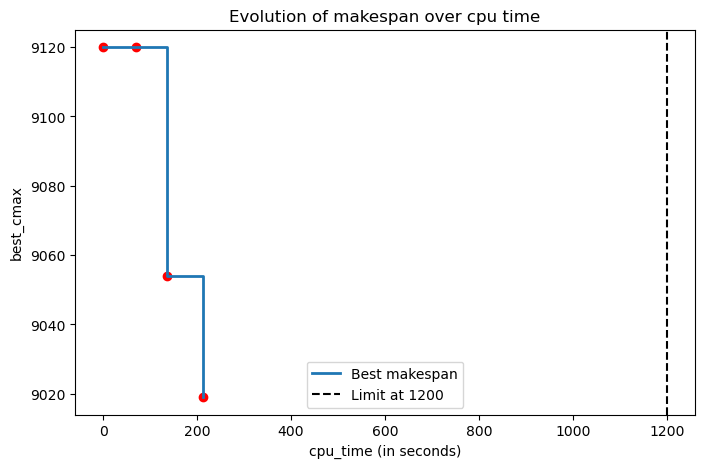 Evolution of makespan over cpu time
9120
9100
9080
9060
9040
9020
best_cmax
Best makespan
Limit at 1200
0 200 400 600 800 1000 1200
cpu_time (in seconds)